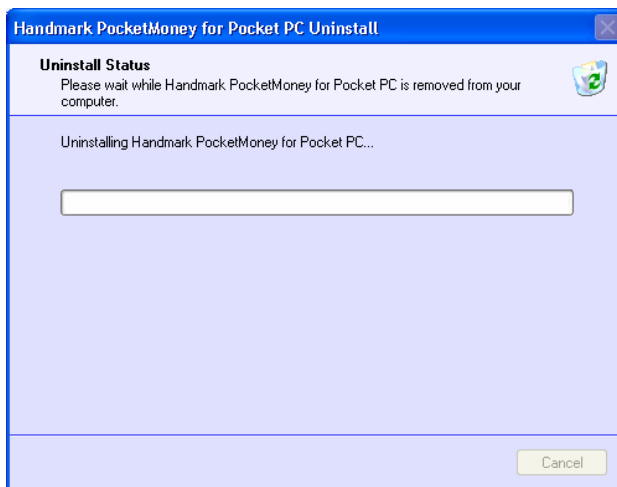 Handmark PocketMoney for Pocket PC Uninstall
Uninstall Status
Please wait while Handmark PocketMoney for Pocket PC is removed from your
computer.
Uninstalling Handmark PocketMoney for Pocket PC...
Cancel